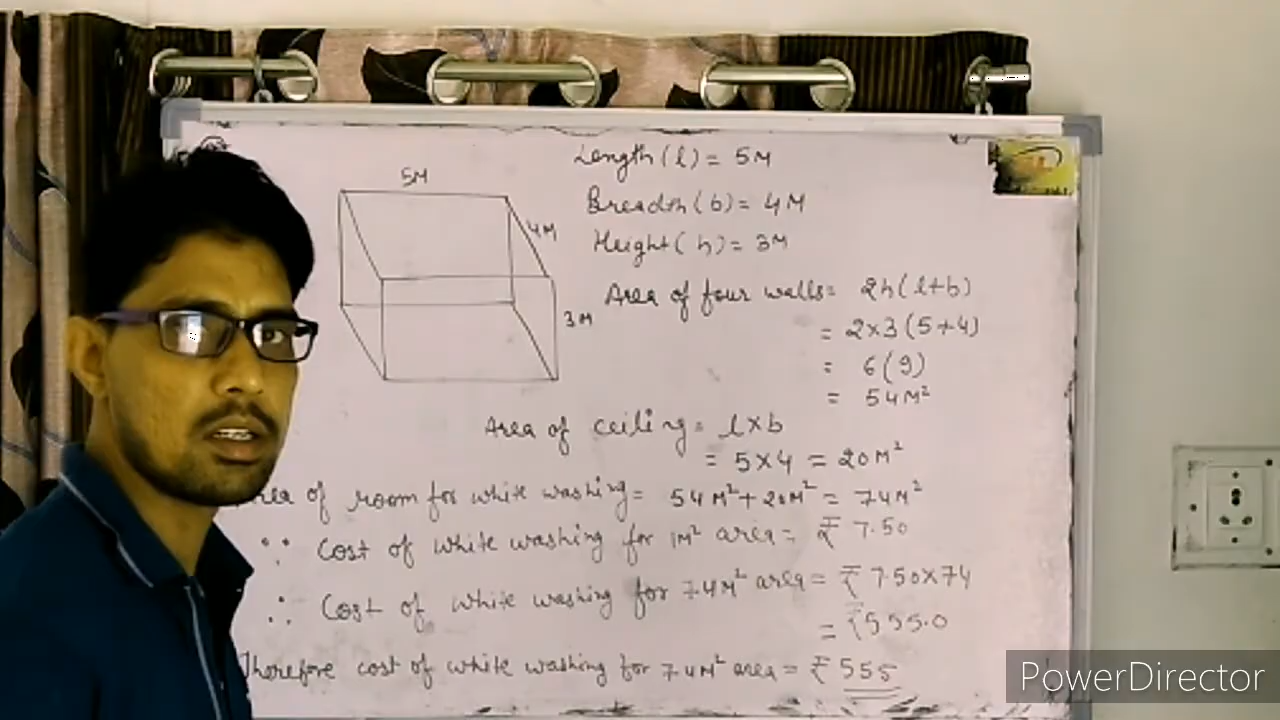 5M
4M
3M
Length (l) = 5M
Breadth (b) = 4M
Height (h) = 3M
Area of four walls = 2h(l+b)
= 2×3(5+4)
= 6(9)
= 54M²
Area of ceiling = l×b
= 5×4 = 20M²
of room for white washing = 54M²+20M² = 74M²
∵ Cost of white washing for 1M² area = ₹ 7.50
∴ Cost of white washing for 74M² area = ₹ 7.50×74
= ₹555.0
Therefore cost of white washing for 74M² area = ₹ 555
PowerDirector